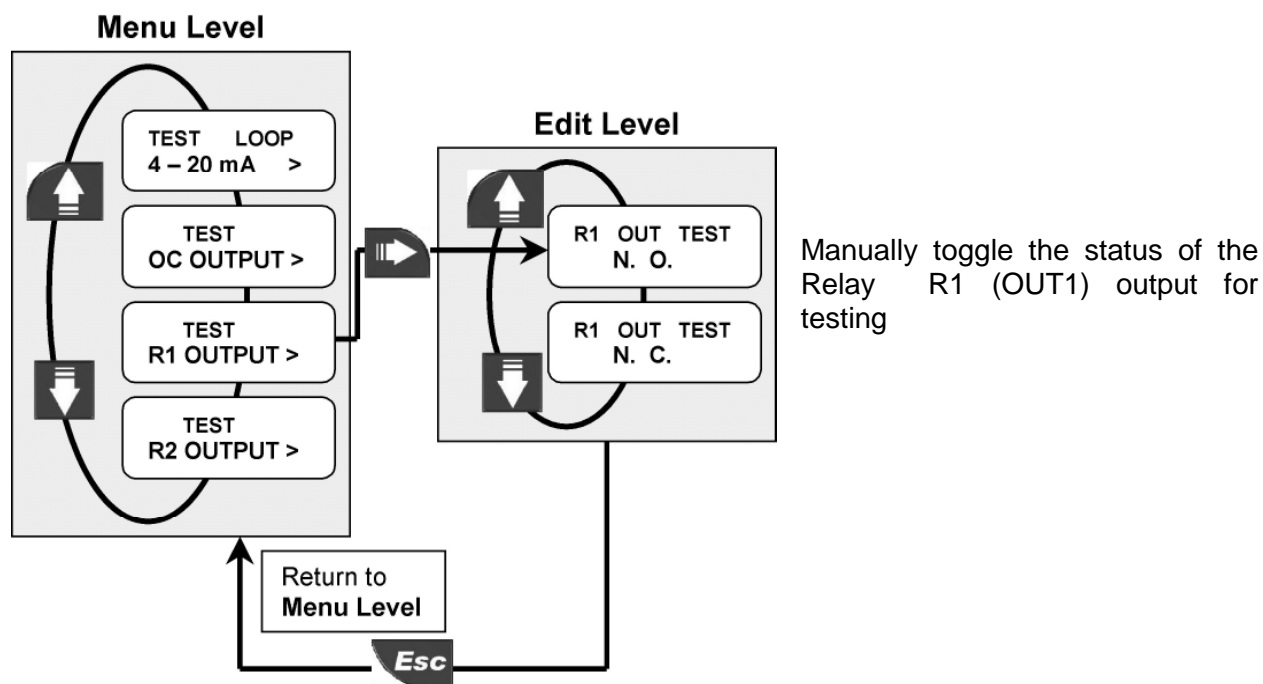 Menu Level
TEST LOOP
4 – 20 mA >
TEST
OC OUTPUT >
TEST
R1 OUTPUT >
TEST
R2 OUTPUT >
Edit Level
R1 OUT TEST
N. O.
R1 OUT TEST
N. C.
Manually toggle the status of the
Relay R1 (OUT1) output for
testing
Return to
Menu Level
Esc